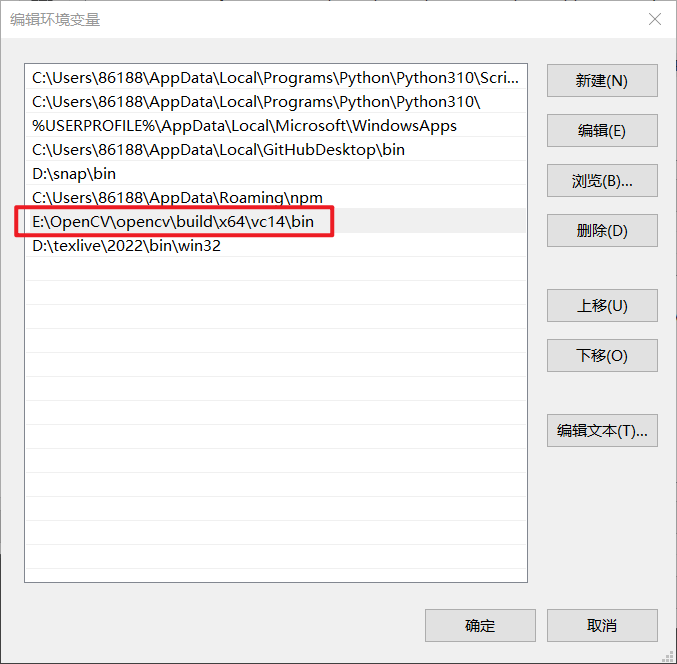 编辑环境变量
C:\Users\86188\AppData\Local\Programs\Python\Python310\Scri...
C:\Users\86188\AppData\Local\Programs\Python\Python310\
%USERPROFILE%\AppData\Local\Microsoft\WindowsApps
C:\Users\86188\AppData\Local\GitHubDesktop\bin
D:\snap\bin
C:\Users\86188\AppData\Roaming\npm
E:\OpenCV\opencv\build\x64\vc14\bin
D:\texlive\2022\bin\win32
新建(N)
编辑(E)
浏览(B)...
删除(D)
上移(U)
下移(O)
编辑文本(T)...
确定
取消